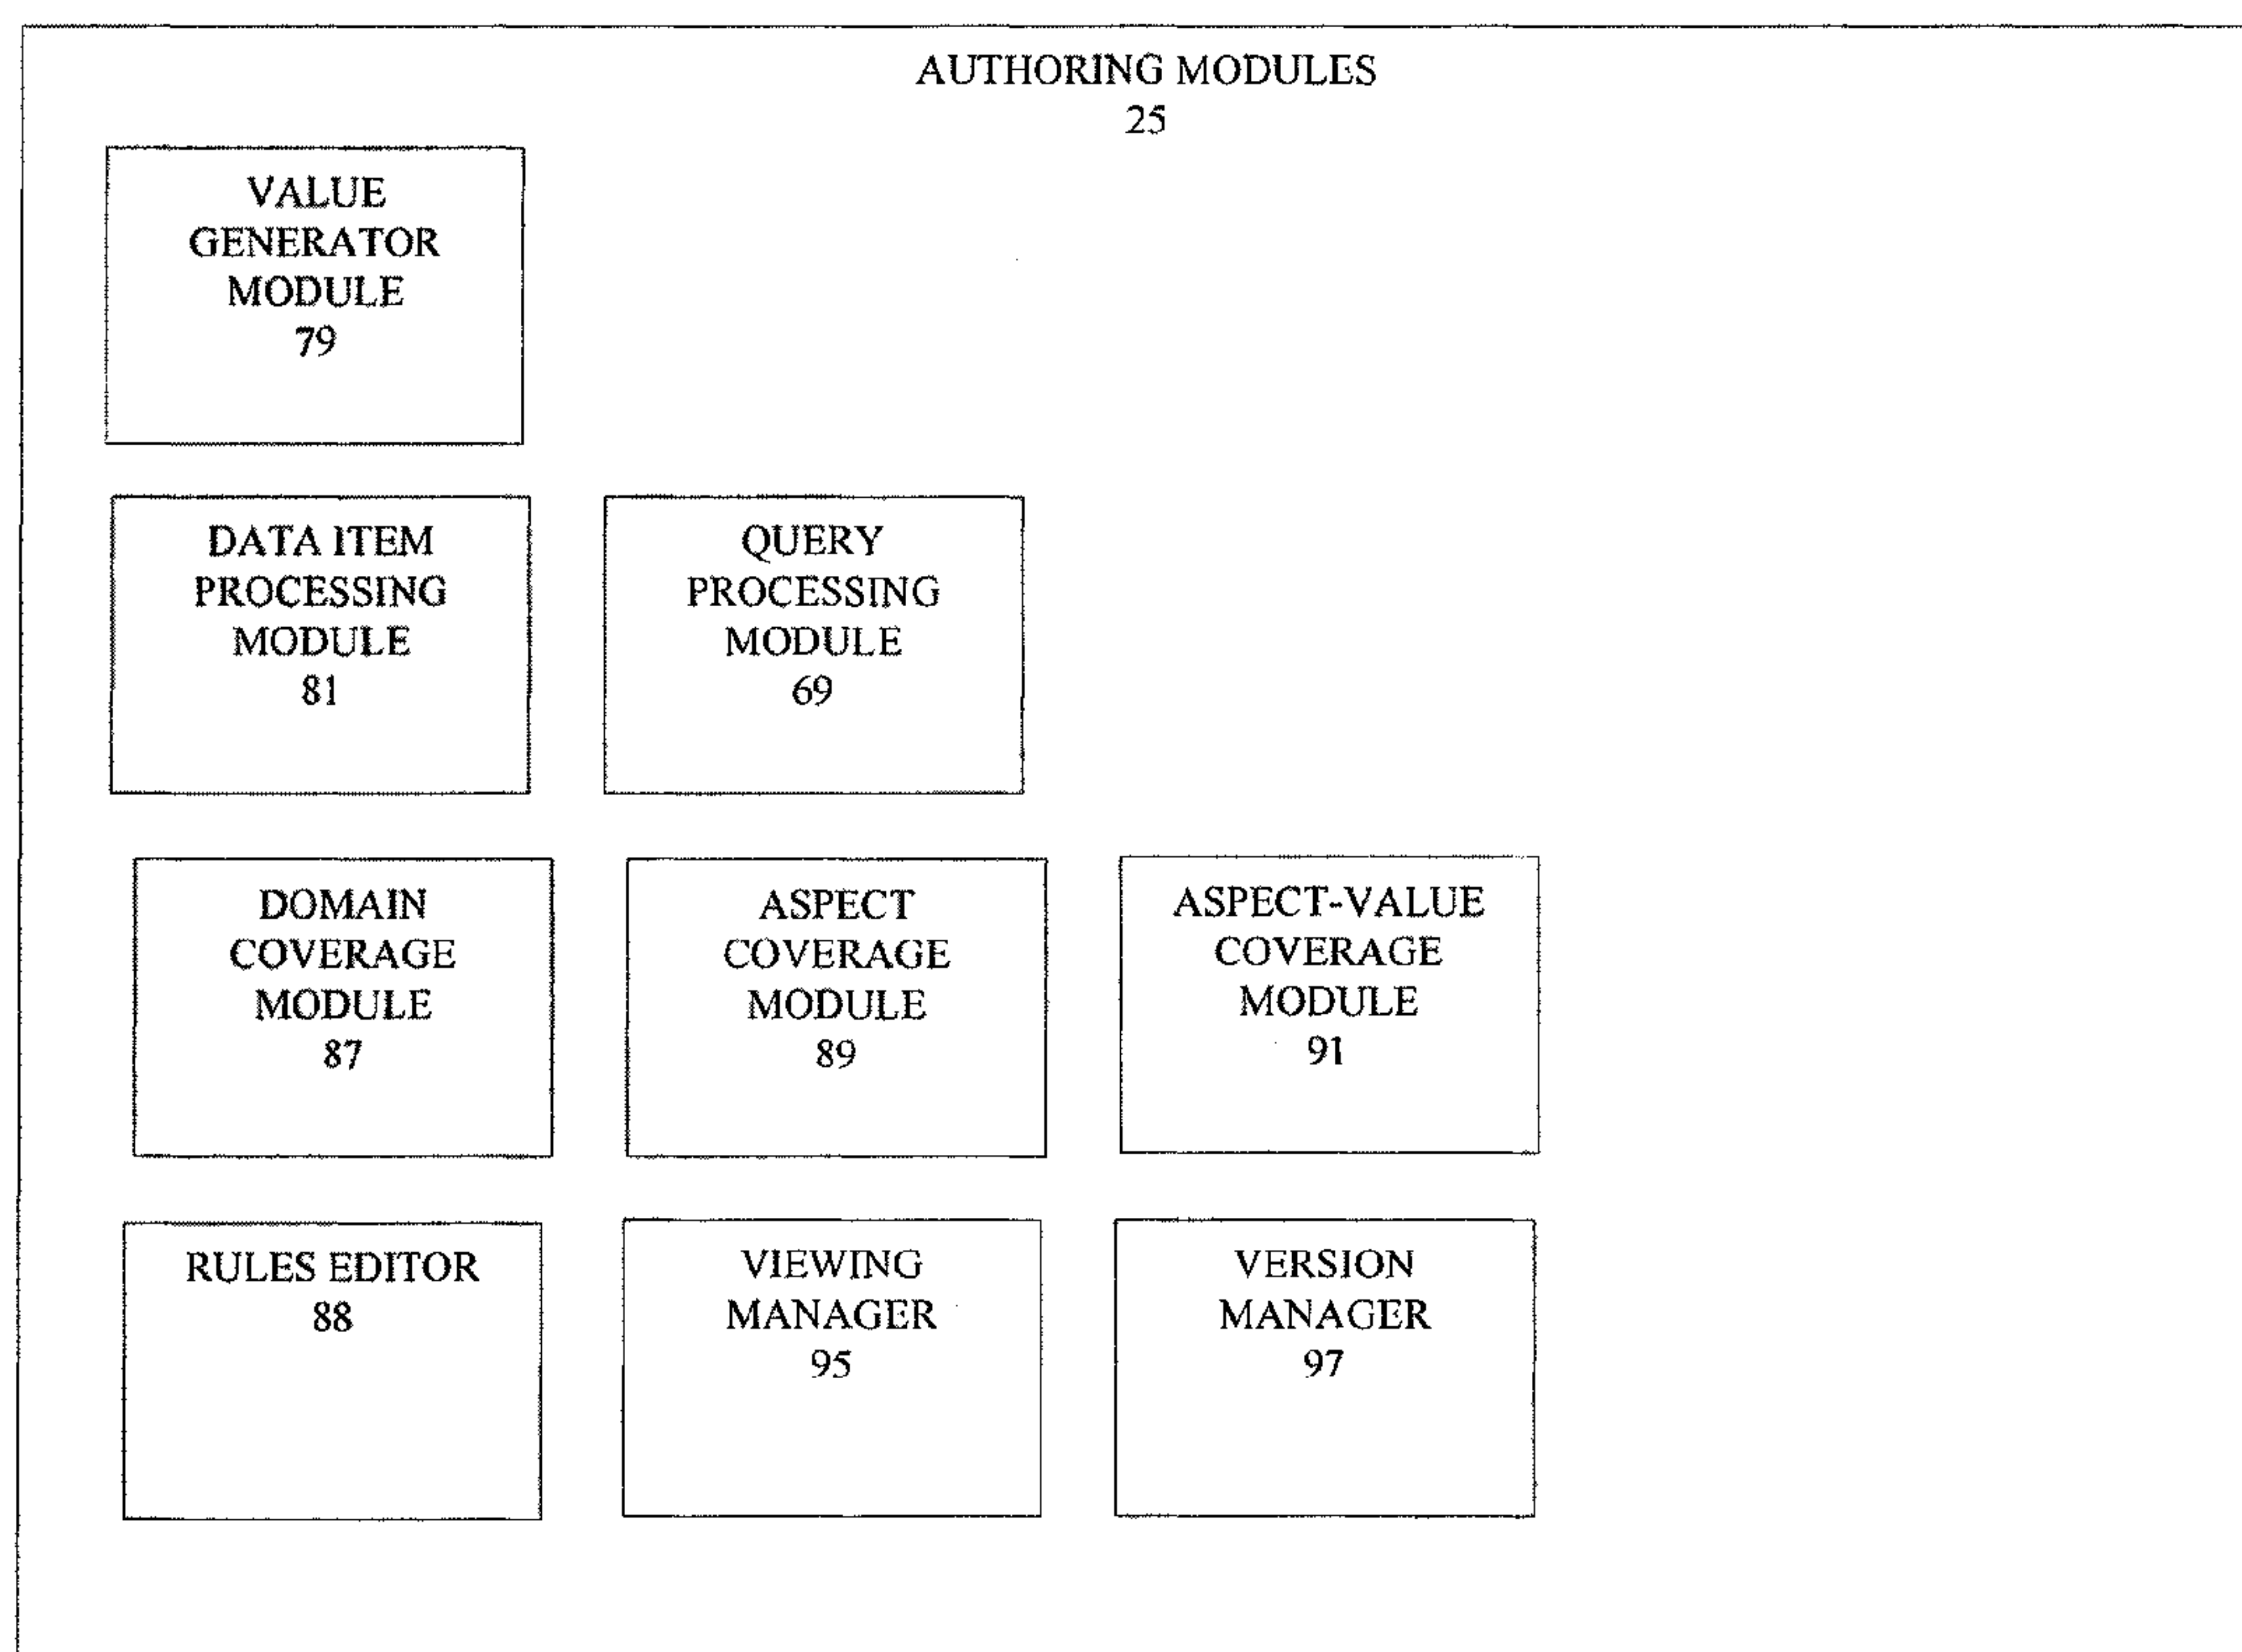 AUTHORING MODULES
25
VALUE
GENERATOR
MODULE
79
DATA ITEM
PROCESSING
MODULE
81
QUERY
PROCESSING
MODULE
69
DOMAIN
COVERAGE
MODULE
87
ASPECT
COVERAGE
MODULE
89
ASPECT-VALUE
COVERAGE
MODULE
91
RULES EDITOR
88
VIEWING
MANAGER
95
VERSION
MANAGER
97